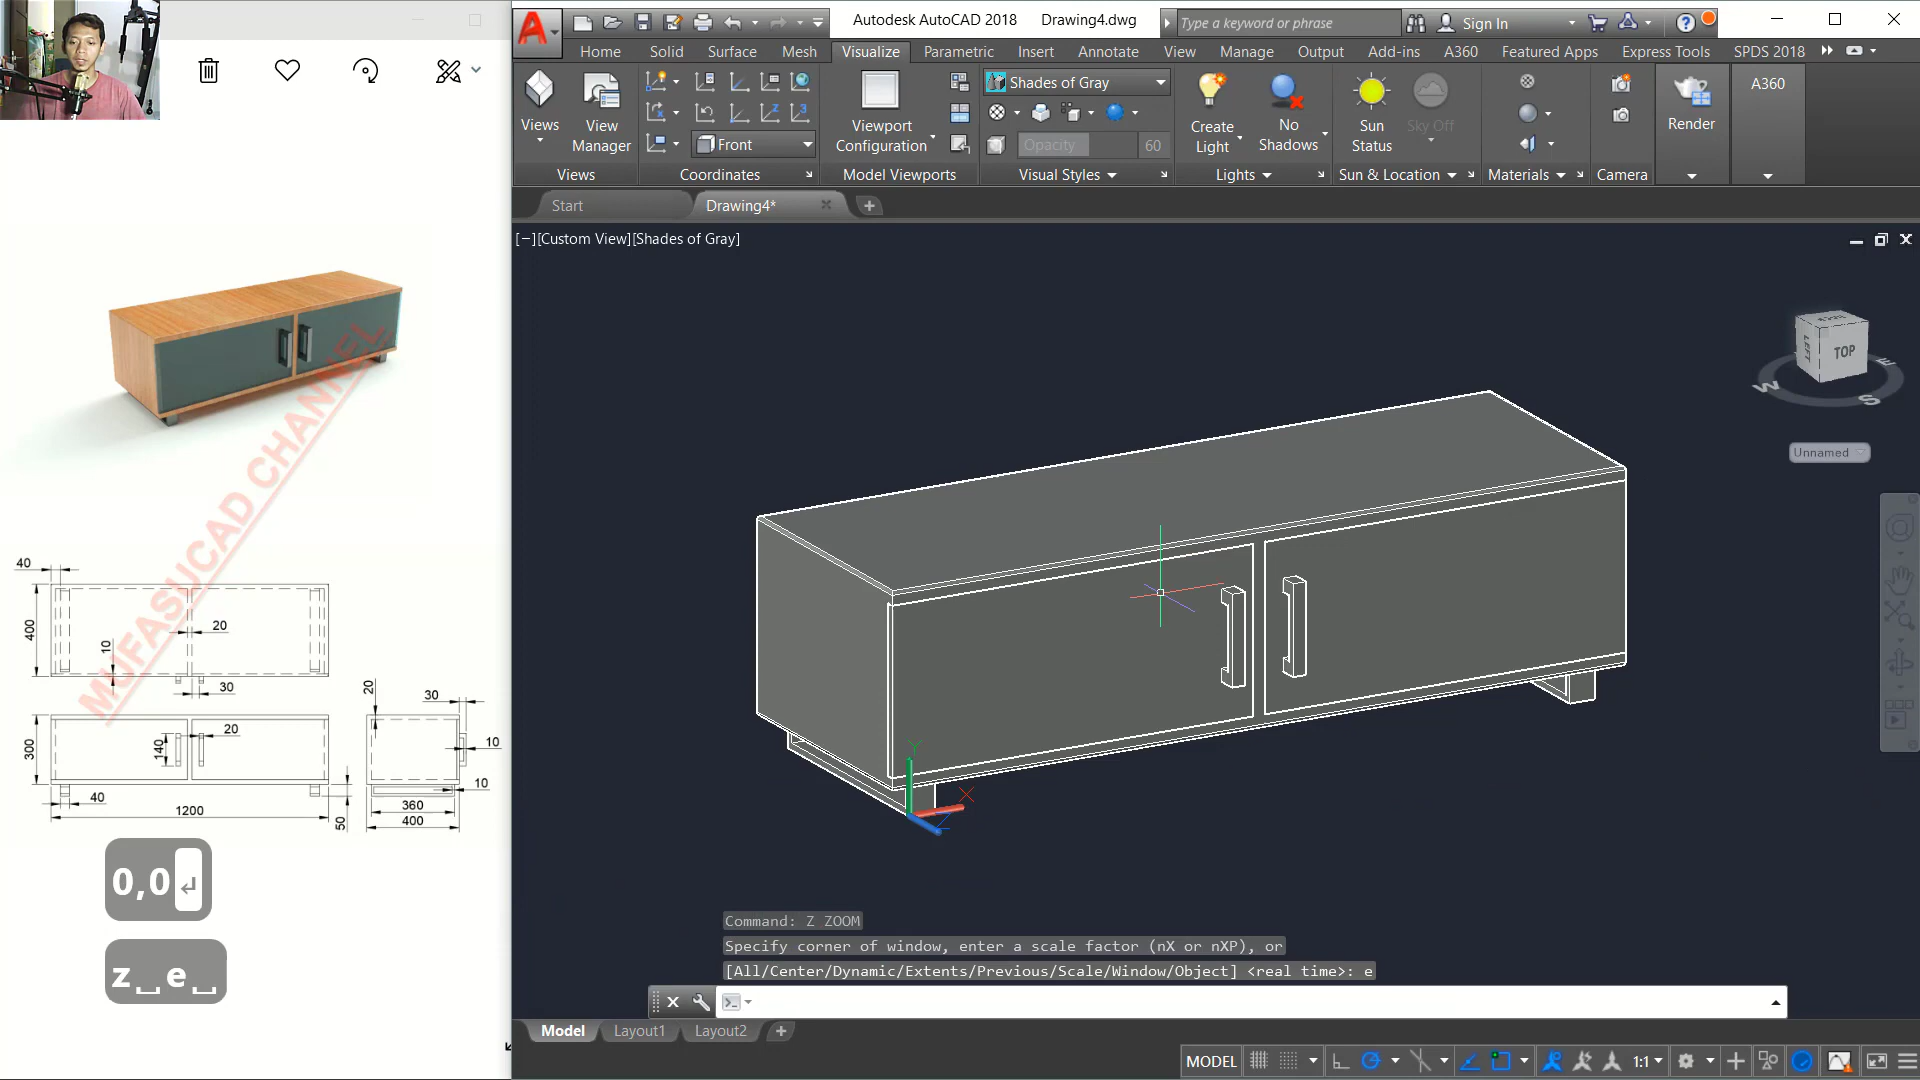 Autodesk AutoCAD 2018 Drawing4.dwg
Type a keyword or phrase
Sign In
Home Solid Surface Mesh Visualize Parametric Insert Annotate View Manage Output Add-ins A360 Featured Apps Express Tools SPDS 2018
Views
View
Manager
Front
Viewport
Configuration
Shades of Gray
Opacity 60
Create
Light
No
Shadows
Sun
Status
Sky Off
Render
A360
Views
Coordinates
Model Viewports
Visual Styles
Lights
Sun & Location
Materials
Camera
Start
Drawing4*
[−][Custom View][Shades of Gray]
LEFT
TOP
W
S
E
Unnamed
MUFASUCAD CHANNEL
40
400
10
20
30
300
140
20
40
1200
50
20
30
10
10
360
400
0,0
z e
Y
X
Command: Z ZOOM
Specify corner of window, enter a scale factor (nX or nXP), or
[All/Center/Dynamic/Extents/Previous/Scale/Window/Object] <real time>: e
Model Layout1 Layout2
MODEL
1:1